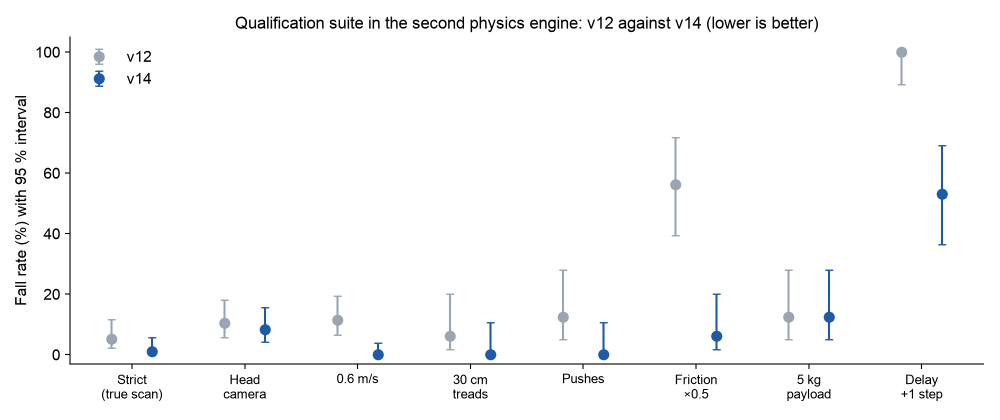 Qualification suite in the second physics engine: v12 against v14 (lower is better)
v12
v14
Fall rate (%) with 95 % interval
100
80
60
40
20
0
Strict
(true scan)
Head
camera
0.6 m/s
30 cm
treads
Pushes
Friction
×0.5
5 kg
payload
Delay
+1 step